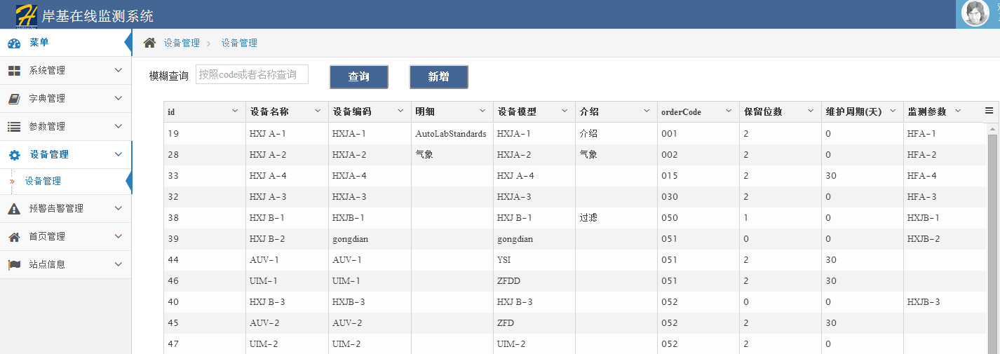 岸基在线监测系统
菜单
系统管理
字典管理
参数管理
设备管理
设备管理
预警告警管理
首页管理
站点信息
设备管理 > 设备管理
模糊查询 按照code或者名称查询 查询 新增
id 设备名称 设备编码 明细 设备模型 介绍 orderCode 保留位数 维护周期(天) 监测参数
19 HXJ A-1 HXJA-1 AutoLabStandards HXJA-1 介绍 001 2 0 HFA-1
28 HXJ A-2 HXJA-2 气象 HXJA-2 气象 002 2 0 HFA-2
33 HXJ A-4 HXJA-4 HXJ A-4 015 2 30 HFA-4
32 HXJ A-3 HXJA-3 HXJA-3 030 2 0 HFA-3
38 HXJ B-1 HXJB-1 HXJ B-1 过滤 050 1 0 HXJB-1
39 HXJ B-2 gongdian gongdian 051 0 0 HXJB-2
44 AUV-1 AUV-1 YSI 051 2 30
46 UIM-1 UIM-1 ZFDD 051 2 30
40 HXJ B-3 HXJB-3 HXJ B-3 052 0 0 HXJB-3
45 AUV-2 AUV-2 ZFD 052 2 30
47 UIM-2 UIM-2 UIM-2 052 2 0